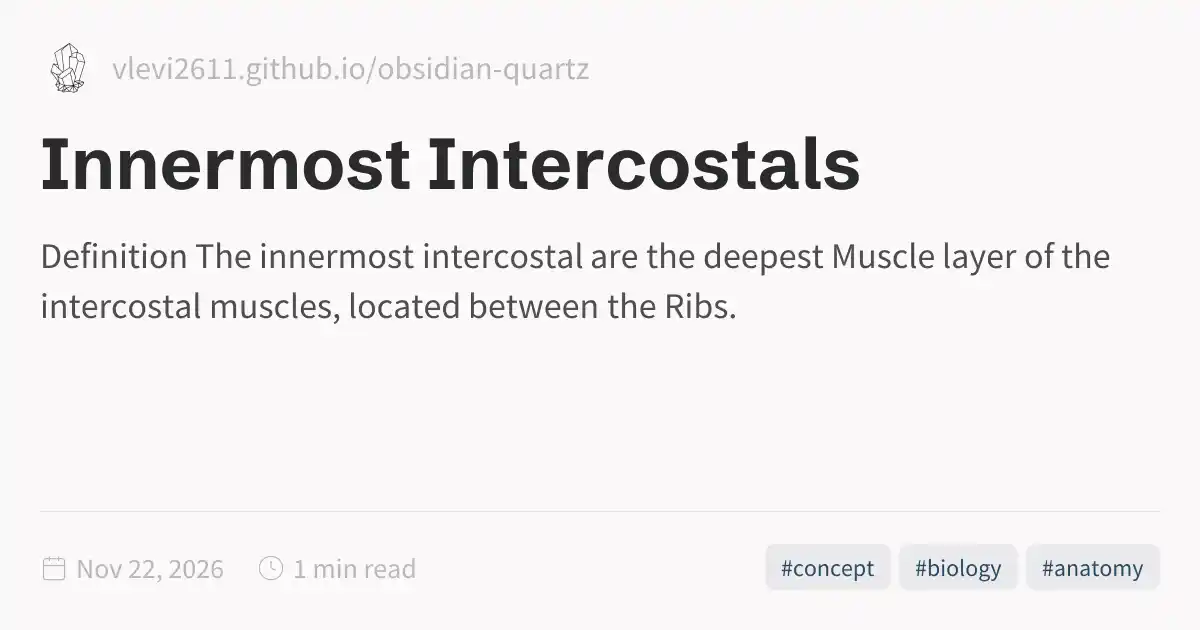 vlevi2611.github.io/obsidian-quartz
Innermost Intercostals
Definition The innermost intercostal are the deepest Muscle layer of the
intercostal muscles, located between the Ribs.
Nov 22, 2026 1 min read #concept #biology #anatomy